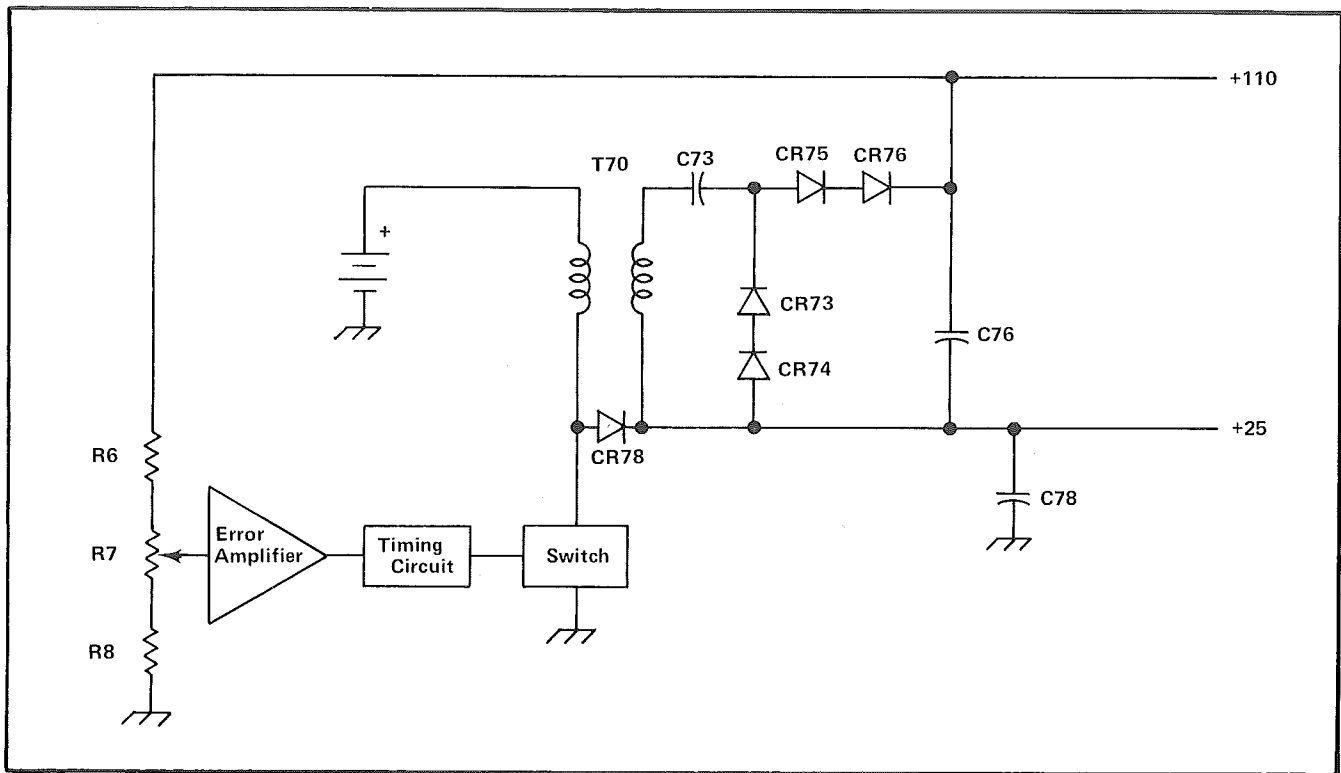 +110
T70
C73
CR75
CR76
+
CR73
C76
CR74
+25
R6
CR78
C78
Error
Amplifier
Timing
Circuit
Switch
R7
R8